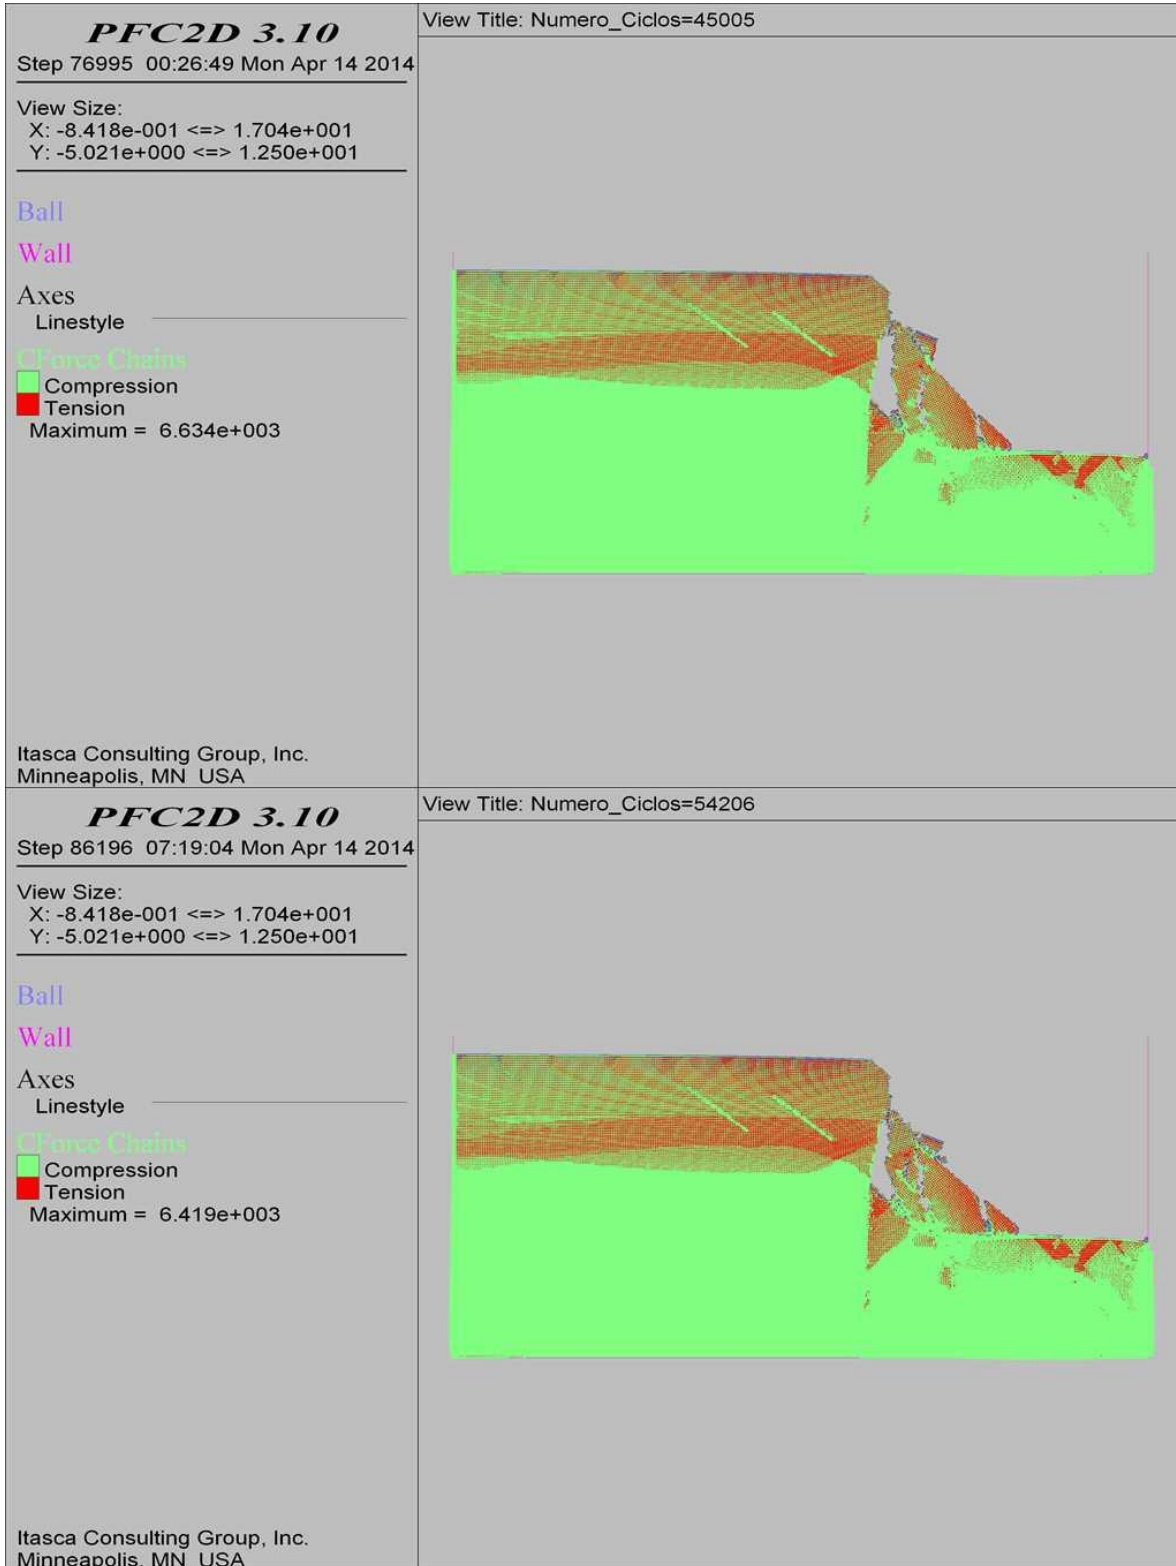 PFC2D 3.10
Step 76995 00:26:49 Mon Apr 14 2014
View Size:
X: -8.418e-001 <=> 1.704e+001
Y: -5.021e+000 <=> 1.250e+001
Ball
Wall
Axes
Linestyle
CForce Chains
Compression
Tension
Maximum = 6.634e+003
Itasca Consulting Group, Inc.
Minneapolis, MN USA
View Title: Numero_Ciclos=45005
PFC2D 3.10
Step 86196 07:19:04 Mon Apr 14 2014
View Size:
X: -8.418e-001 <=> 1.704e+001
Y: -5.021e+000 <=> 1.250e+001
Ball
Wall
Axes
Linestyle
CForce Chains
Compression
Tension
Maximum = 6.419e+003
Itasca Consulting Group, Inc.
Minneapolis, MN USA
View Title: Numero_Ciclos=54206